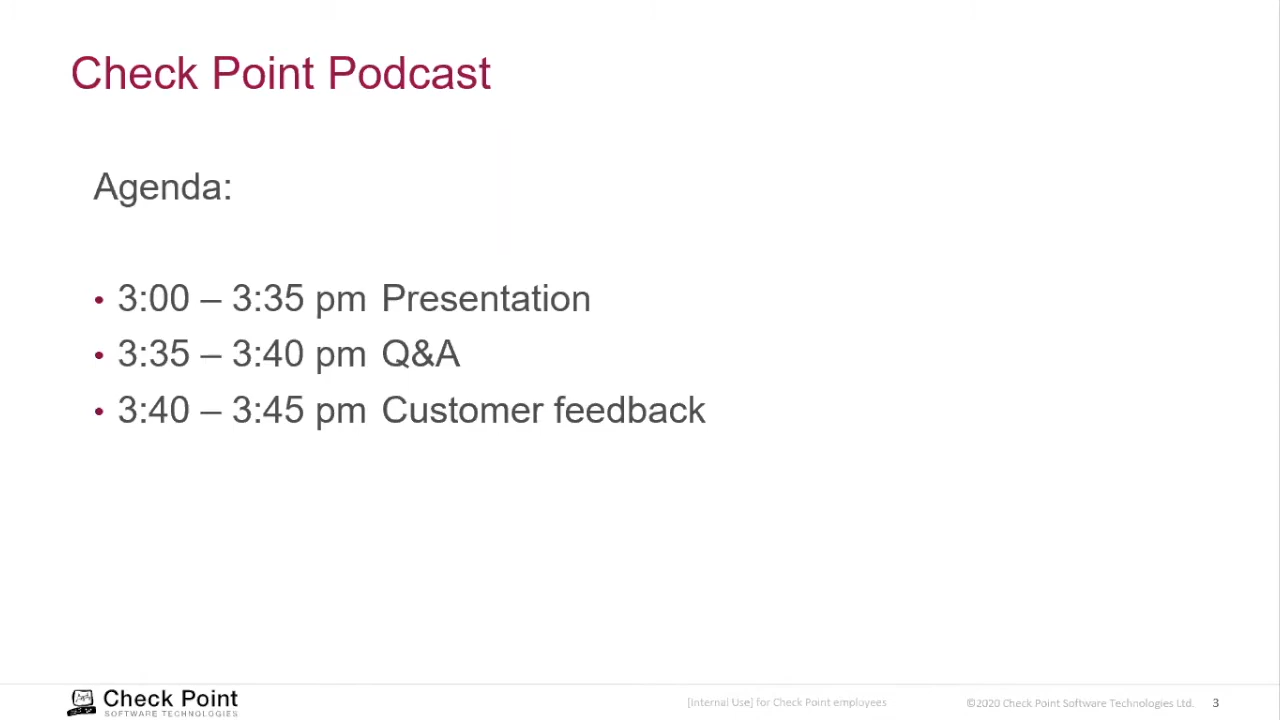 Check Point Podcast
Agenda:
• 3:00 – 3:35 pm Presentation
• 3:35 – 3:40 pm Q&A
• 3:40 – 3:45 pm Customer feedback
Check Point
SOFTWARE TECHNOLOGIES
[Internal Use] for Check Point employees
©2020 Check Point Software Technologies Ltd.
3